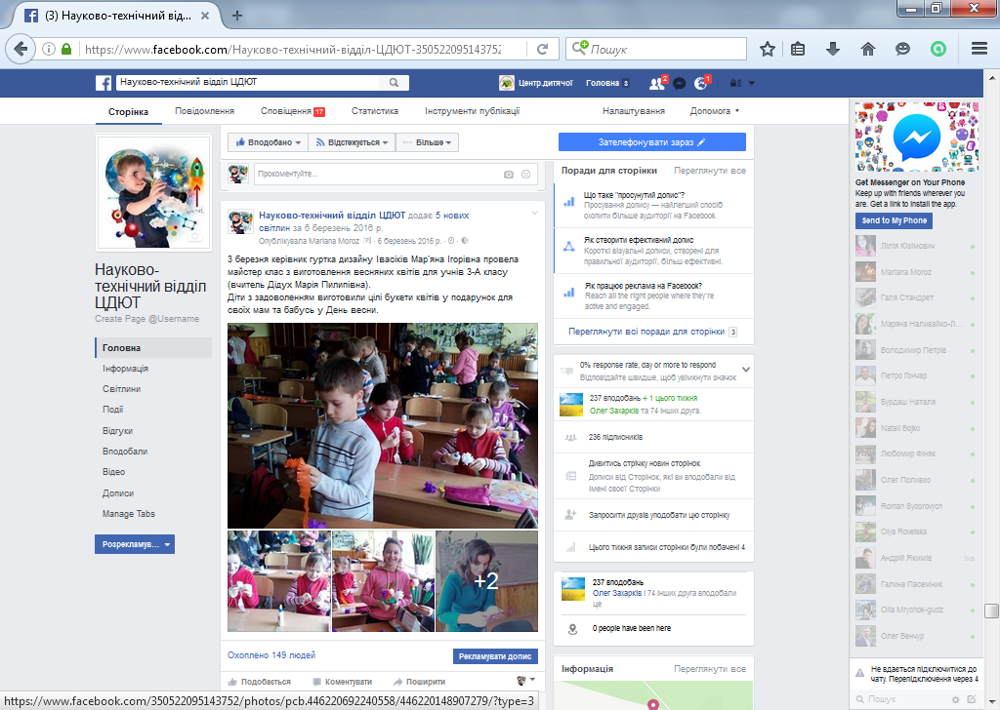 (3) Науково-технічний від...
https://www.facebook.com/Науково-технічний-відділ-ЦДЮТ-350522095143752
Пошук
Науково-технічний відділ ЦДЮТ
Центр.дитячої
Головна 3
2
1
Сторінка
Повідомлення
Сповіщення 17
Статистика
Інструменти публікації
Налаштування
Допомога
Науково-
технічний відділ
ЦДЮТ
Create Page @Username
Головна
Інформація
Світлини
Події
Відгуки
Вподобали
Відео
Дописи
Manage Tabs
Розрекламув...
Вподобано
Відстежується
Більше
Зателефонувати зараз
Прокоментуйте...
Науково-технічний відділ ЦДЮТ додає 5 нових
світлин за 6 березень 2016 р.
Опублікувала Mariana Moroz [?] · 6 березень 2016 р. ·
3 березня керівник гуртка дизайну Івасіків Мар'яна Ігорівна провела
майстер клас з виготовлення весняних квітів для учнів 3-А класу
(вчитель Дідух Марія Пилипівна).
Діти з задоволенням виготовили цілі букети квітів у подарунок для
своїх мам та бабусь у День весни.
+2
Охоплено 149 людей
Рекламувати допис
Подобається
Коментувати
Поширити
Поради для сторінки
Переглянути все
Що таке "просунутий допис"?
Просування допису — найлегший спосіб
охопити більше аудиторії на Facebook.
Як створити ефективний допис
Короткі візуальні дописи, створені для
правильної аудиторії, більш ефективні.
Як працює реклама на Facebook?
Reach all the right people where they're
active and engaged.
Переглянути всі поради для сторінки 3
0% response rate, day or more to respond
Відповідайте швидше, щоб увімкнути значок
237 вподобань + 1 цього тижня
Олег Захарків та 74 інших друга.
236 підписників
Дивитись стрічку новин сторінок
Дописи від Сторінок, які ви вподобали від
імені своєї Сторінки
Запросити друзів уподобати цю сторінку
Цього тижня записи сторінки були побачені 4
237 вподобань
Олег Захарків і 74 інших друга вподобали
це
0 people have been here
Інформація
Переглянути все
Get Messenger on Your Phone
Keep up with friends wherever you
are. Get a link to install the app.
Send to My Phone
Лілія Кізімович
Mariana Moroz
Галя Стандрет
Маряна Наливайко-Л...
Володимир Петрів
Петро Гончар
Бурдаш Наталя
Natali Bojko
Любомир Фіняк
Олег Поливко
Roman Sydorovych
Olya Rovetska
Андрій Якимів
Галина Пасемник
Olia Mrychok-gudz
Олег Венчур
Не вдається підключитися до
чату. Перепідключення через 4
Пошук
https://www.facebook.com/350522095143752/photos/pcb.446220692240558/446220148907279/?type=3